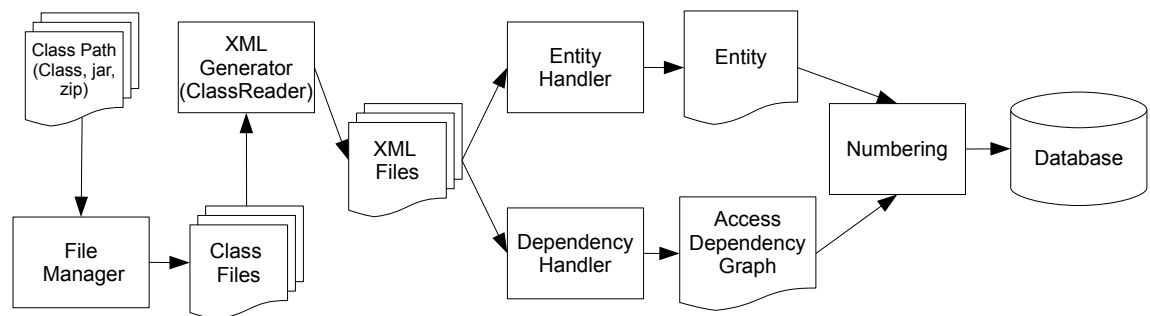 Class Path
(Class, jar,
zip)
File
Manager
Class
Files
XML
Generator
(ClassReader)
XML
Files
Entity
Handler
Entity
Dependency
Handler
Access
Dependency
Graph
Numbering
Database